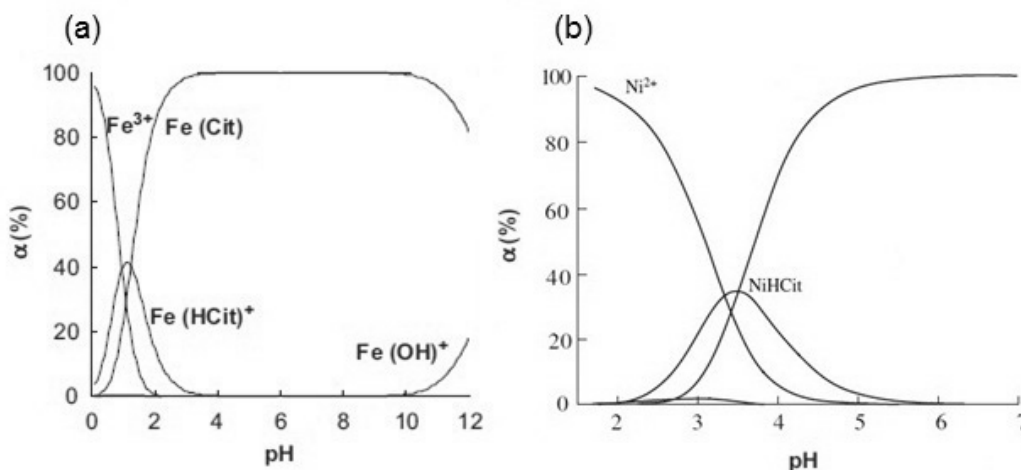 (a)
α (%)
100
80
60
40
20
0
Fe³⁺
Fe (Cit)
Fe (HCit)⁺
Fe (OH)⁺
0 2 4 6 8 10 12
pH
(b)
α (%)
100
80
60
40
20
0
Ni²⁺
NiHCit
2 3 4 5 6 7
pH